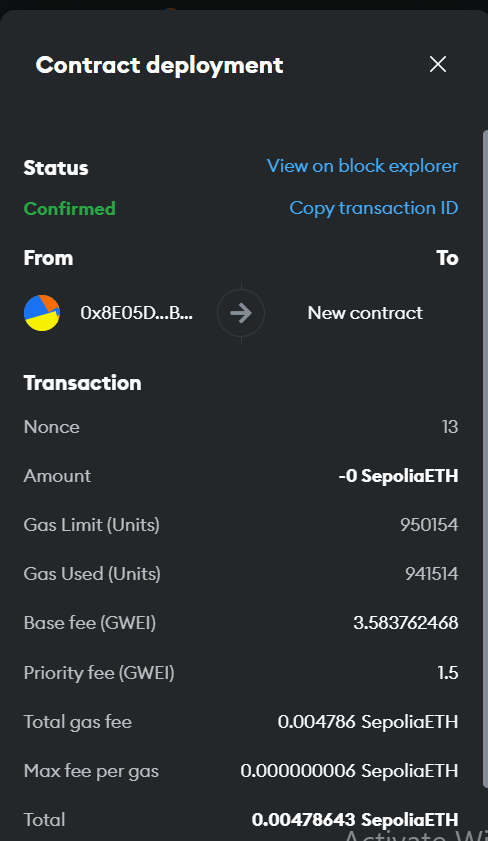 Contract deployment
Status View on block explorer
Confirmed Copy transaction ID
From To
0x8E05D...B... New contract
Transaction
Nonce 13
Amount -0 SepoliaETH
Gas Limit (Units) 950154
Gas Used (Units) 941514
Base fee (GWEI) 3.583762468
Priority fee (GWEI) 1.5
Total gas fee 0.004786 SepoliaETH
Max fee per gas 0.000000006 SepoliaETH
Total 0.00478643 SepoliaETH